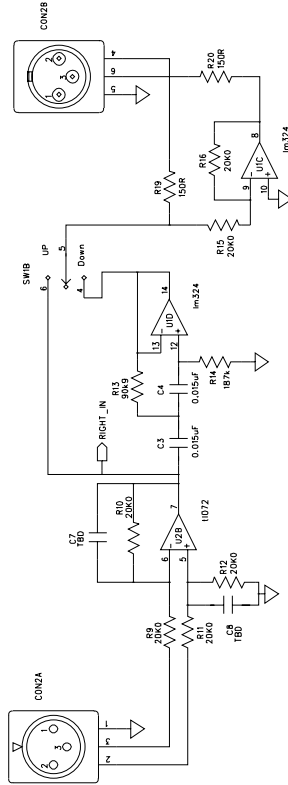 CON2A
2
3
1
2
3
1
R9
20K0
R11
20K0
C7
TBD
R10
20K0
6
5
7
U2B
-
+
tl072
C8
TBD
R12
20K0
RIGHT_IN
C3
0.015uF
C4
0.015uF
R13
90k9
R14
187k
13
12
14
U1D
-
+
lm324
SW1B
6
UP
5
4
Down
R19
150R
R15
20K0
R16
20K0
9
10
8
U1C
-
+
lm324
R20
150R
CON2B
1
3
2
4
6
5